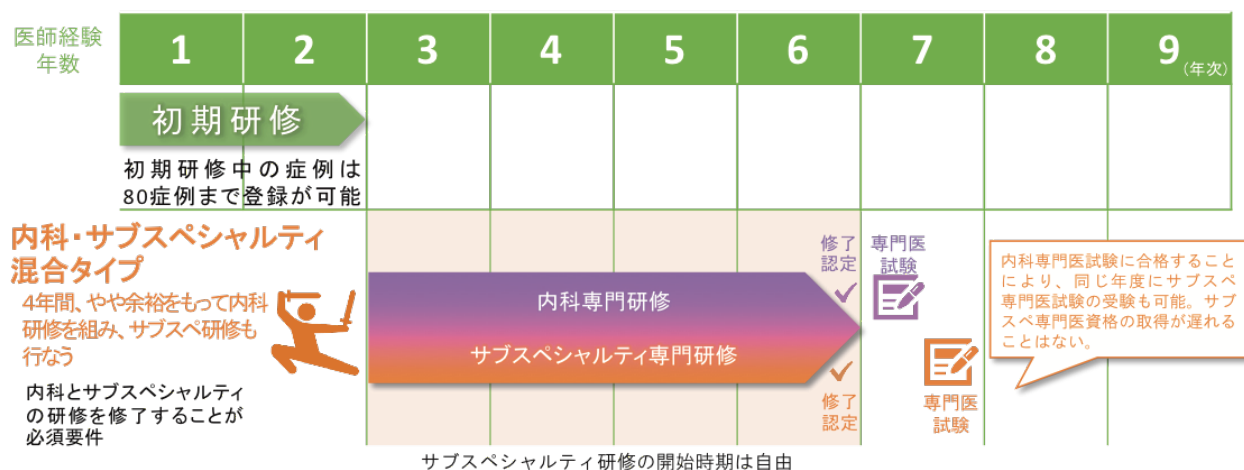 医師経験
年数
1 2 3 4 5 6 7 8 9(年次)
初期研修
初期研修中の症例は
80症例まで登録が可能
内科・サブスペシャルティ
混合タイプ
4年間、やや余裕をもって内科
研修を組み、サブスペ研修も
行なう
内科とサブスペシャルティ
の研修を修了することが
必須要件
内科専門研修
サブスペシャルティ専門研修
修了
認定
修了
認定
専門医
試験
専門医
試験
内科専門医試験に合格すること
により、同じ年度にサブスペ
専門医試験の受験も可能。サブ
スペ専門医資格の取得が遅れる
ことはない。
サブスペシャルティ研修の開始時期は自由